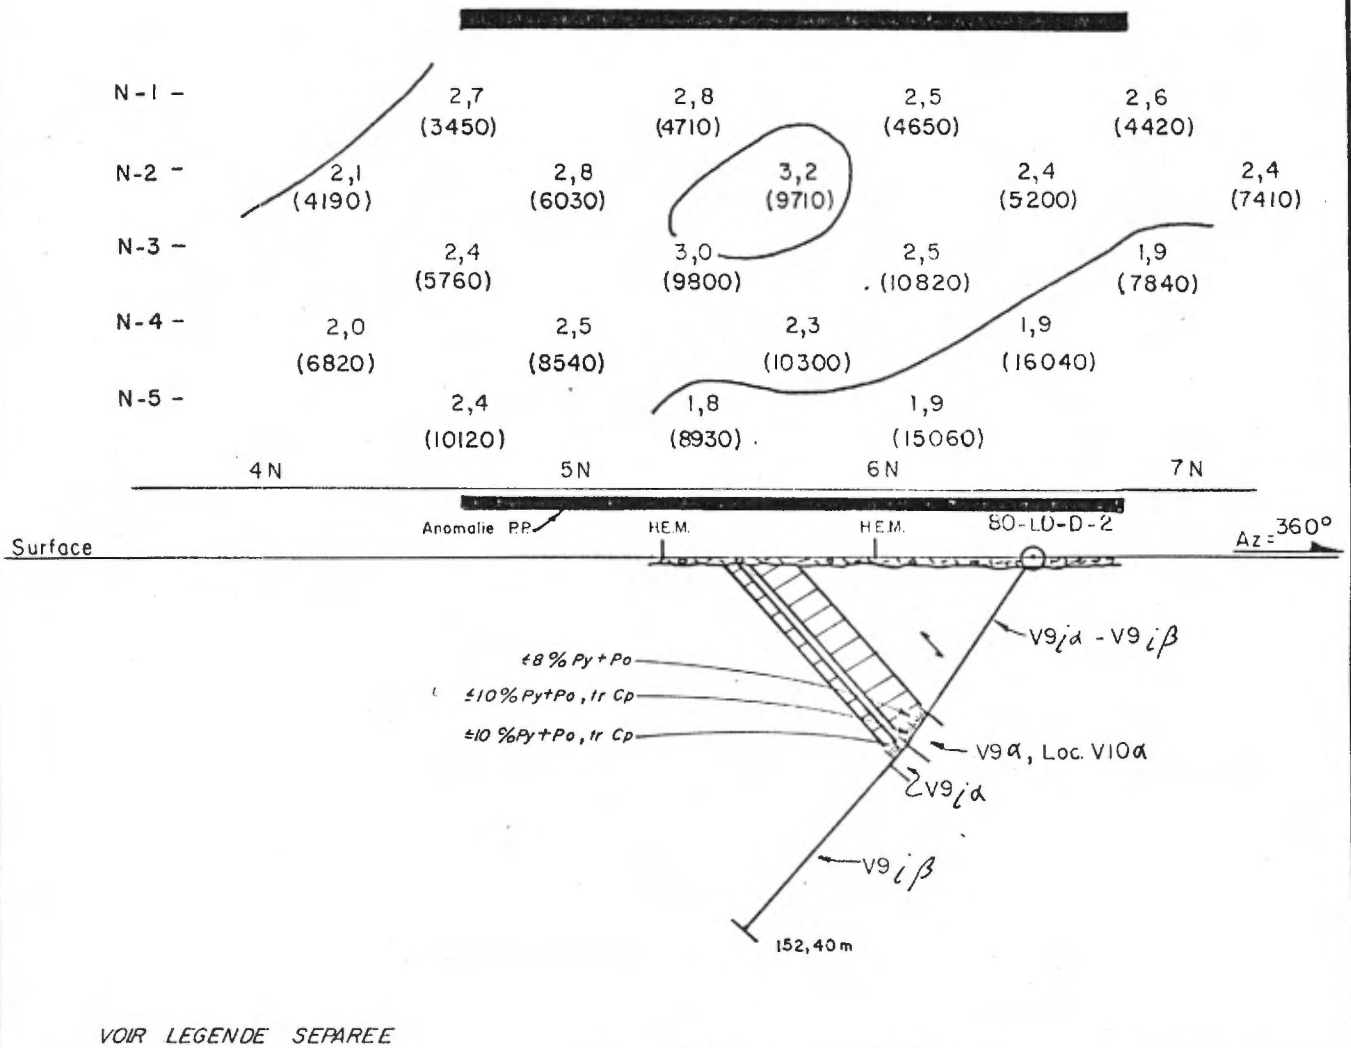 N-1 - 2,7 2,8 2,5 2,6
(3450) (4710) (4650) (4420)
N-2 - 2,1 2,8 3,2 2,4 2,4
(4190) (6030) (9710) (5200) (7410)
N-3 - 2,4 3,0 2,5 1,9
(5760) (9800) (10820) (7840)
N-4 - 2,0 2,5 2,3 1,9
(6820) (8540) (10300) (16040)
N-5 - 2,4 1,8 1,9
(10120) (8930) (15060)
4N 5N 6N 7N
Anomalie P.P. H.E.M. H.E.M. 80-LD-D-2
Surface Az=360°
V9iα - V9iβ
±8% Py+Po
±10% Py+Po, tr Cp
±10% Py+Po, tr Cp
V9α, Loc. V10α
V9iα
V9iβ
152,40m
VOIR LEGENDE SEPAREE